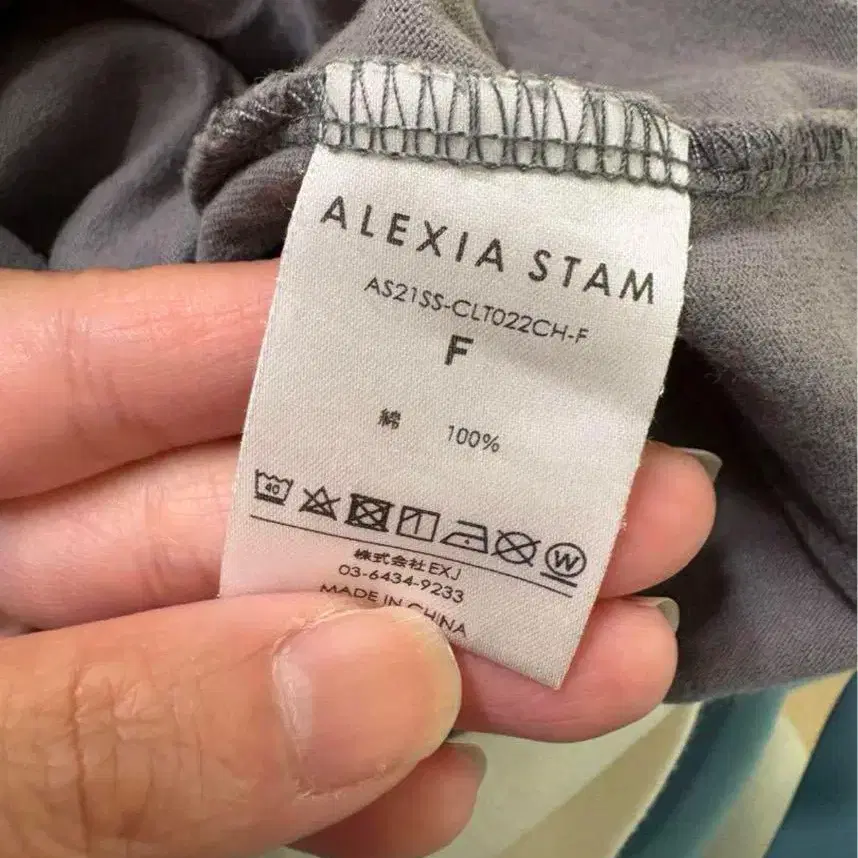 ALEXIA STAM
AS21SS-CLT022CH-F
F
綿 100%
40 W
株式会社EXJ
03-6434-9233
MADE IN CHINA